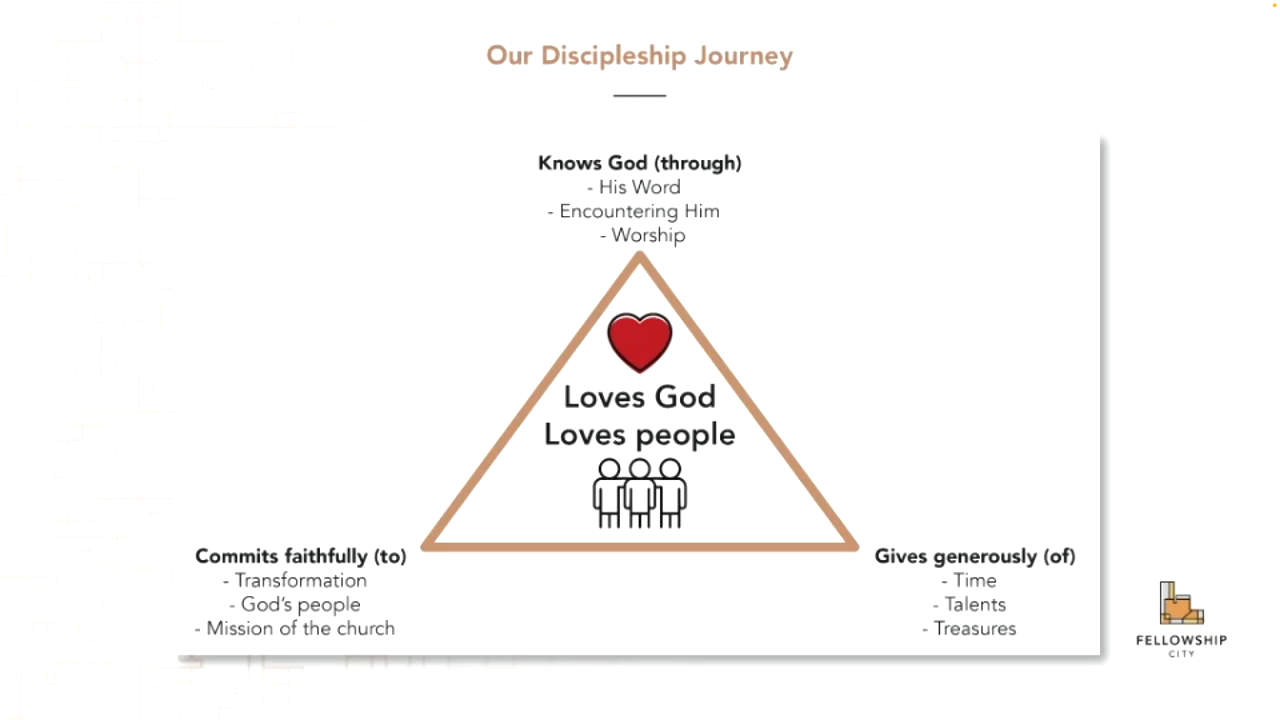 Our Discipleship Journey
Knows God (through)
- His Word
- Encountering Him
- Worship
Loves God
Loves people
Commits faithfully (to)
- Transformation
- God's people
- Mission of the church
Gives generously (of)
- Time
- Talents
- Treasures
FELLOWSHIP
CITY